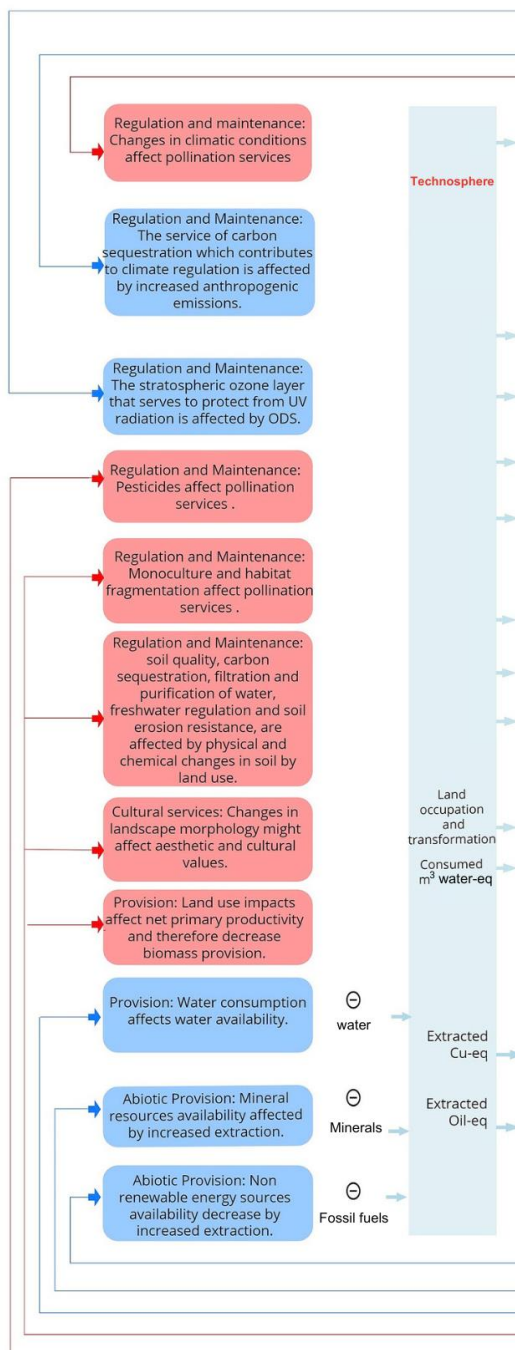 Regulation and maintenance:
Changes in climatic conditions
affect pollination services
Technosphere
Regulation and Maintenance:
The service of carbon
sequestration which contributes
to climate regulation is affected
by increased anthropogenic
emissions.
Regulation and Maintenance:
The stratospheric ozone layer
that serves to protect from UV
radiation is affected by ODS.
Regulation and Maintenance:
Pesticides affect pollination
services .
Regulation and Maintenance:
Monoculture and habitat
fragmentation affect pollination
services .
Regulation and Maintenance:
soil quality, carbon
sequestration, filtration and
purification of water,
freshwater regulation and soil
erosion resistance, are
affected by physical and
chemical changes in soil by
land use.
Land
occupation
and
transformation
Cultural services: Changes in
landscape morphology might
affect aesthetic and cultural
values.
Consumed
m³ water-eq
Provision: Land use impacts
affect net primary productivity
and therefore decrease
biomass provision.
Provision: Water consumption
affects water availability.
water
Extracted
Cu-eq
Abiotic Provision: Mineral
resources availability affected
by increased extraction.
Minerals
Extracted
Oil-eq
Abiotic Provision: Non
renewable energy sources
availability decrease by
increased extraction.
Fossil fuels